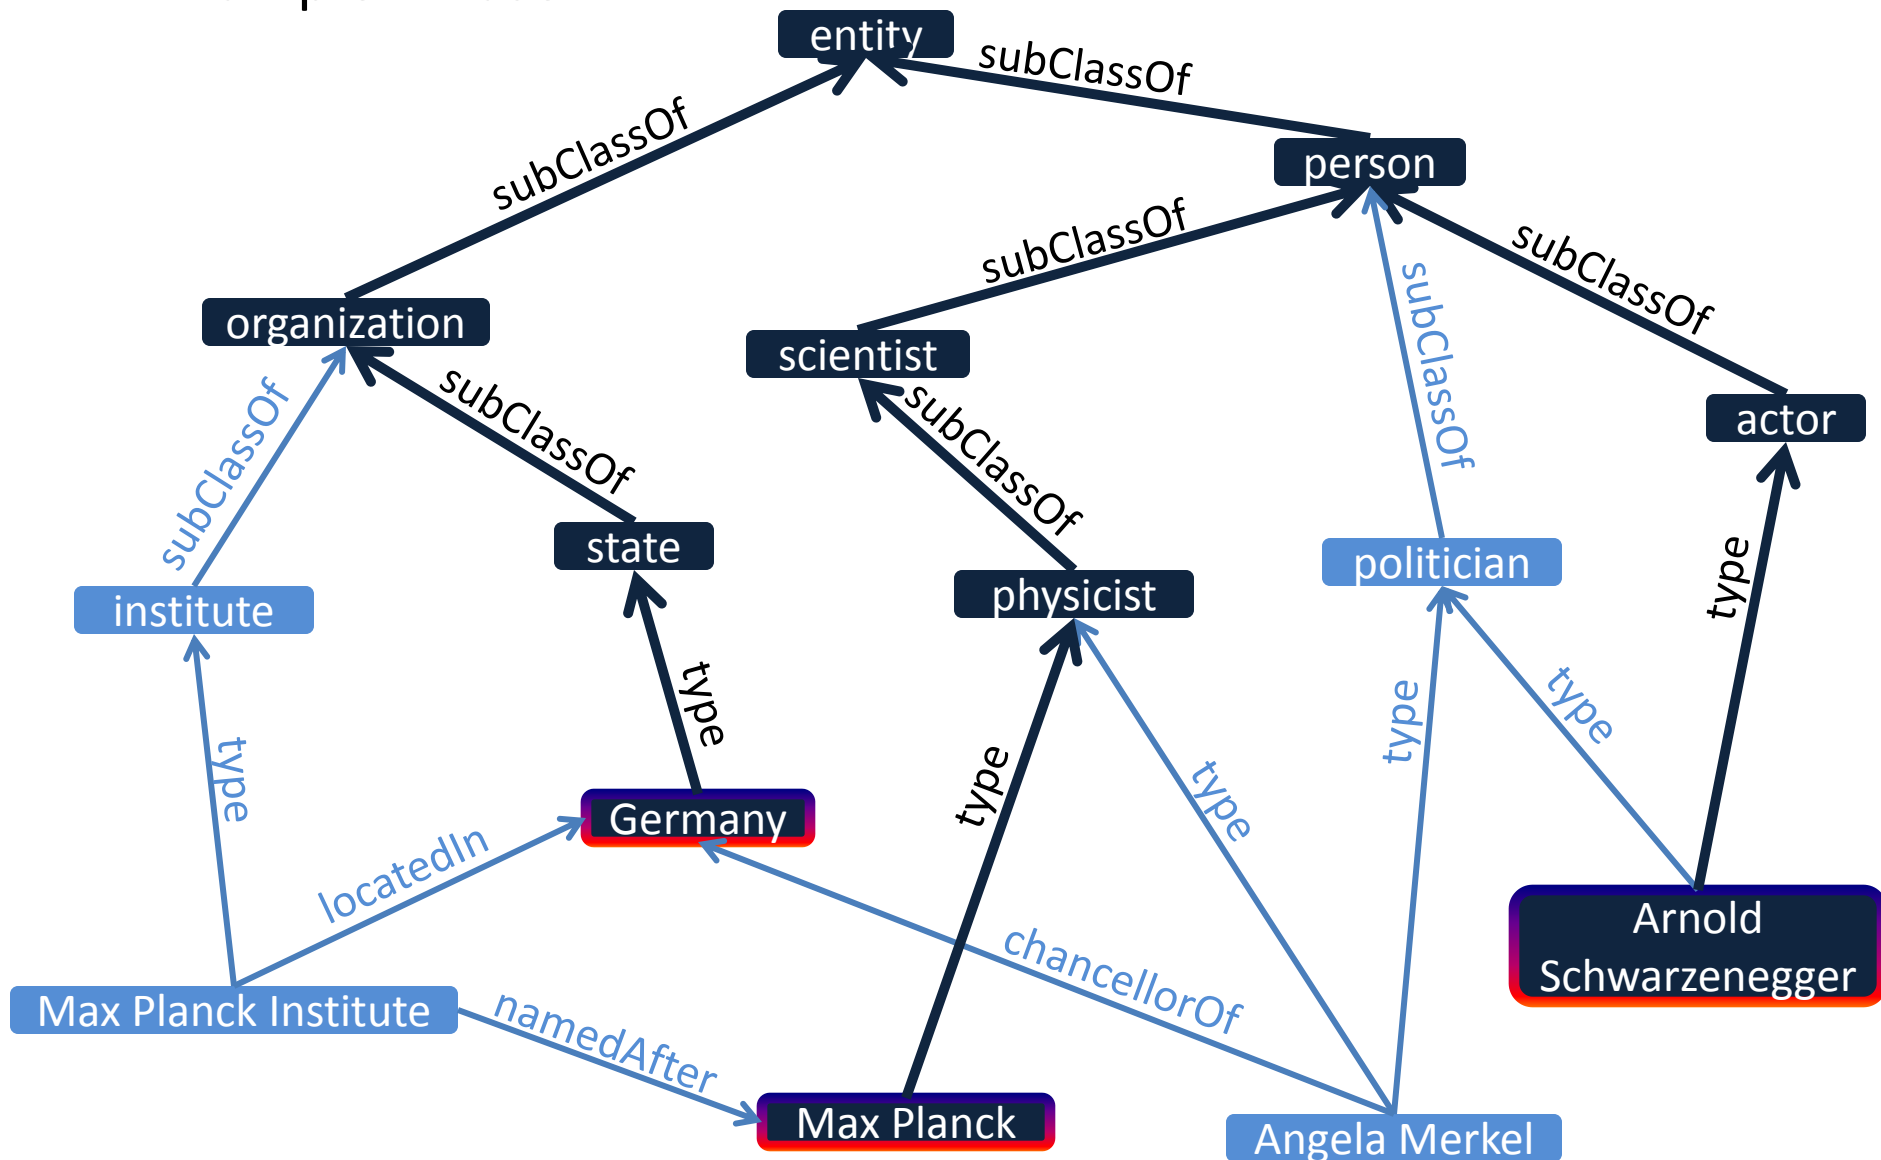 entity
subClassOf
subClassOf
person
subClassOf
subClassOf
subClassOf
organization
scientist
subClassOf
subClassOf
subClassOf
actor
state
politician
institute
physicist
type
type
type
type
type
type
type
Germany
locatedIn
chancellorOf
Arnold
Schwarzenegger
Max Planck Institute
namedAfter
Max Planck
Angela Merkel